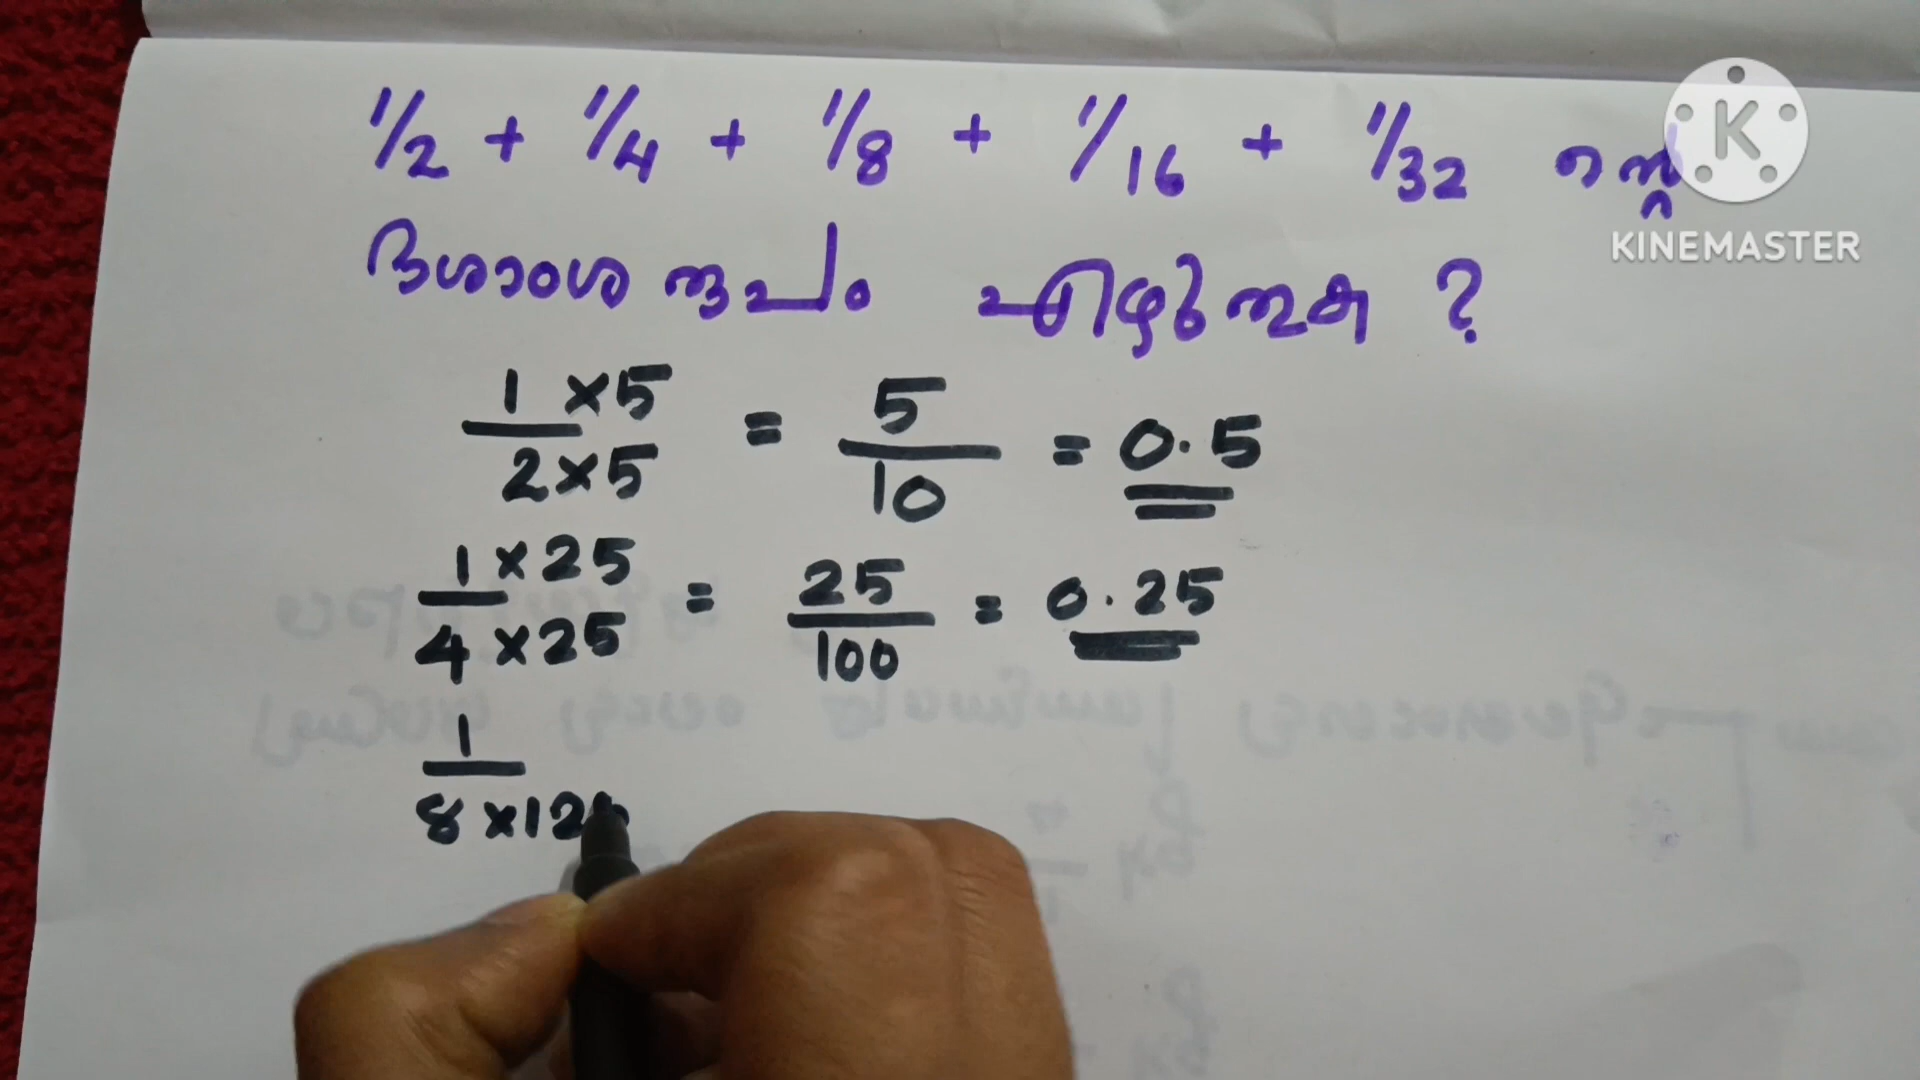 1/2 + 1/4 + 1/8 + 1/16 + 1/32 ന്റെ
ദശാംശ രൂപം എഴുതുക ?
1 × 5 / 2 × 5 = 5 / 10 = 0.5
1 × 25 / 4 × 25 = 25 / 100 = 0.25
1 / 8 × 12
K
KINEMASTER